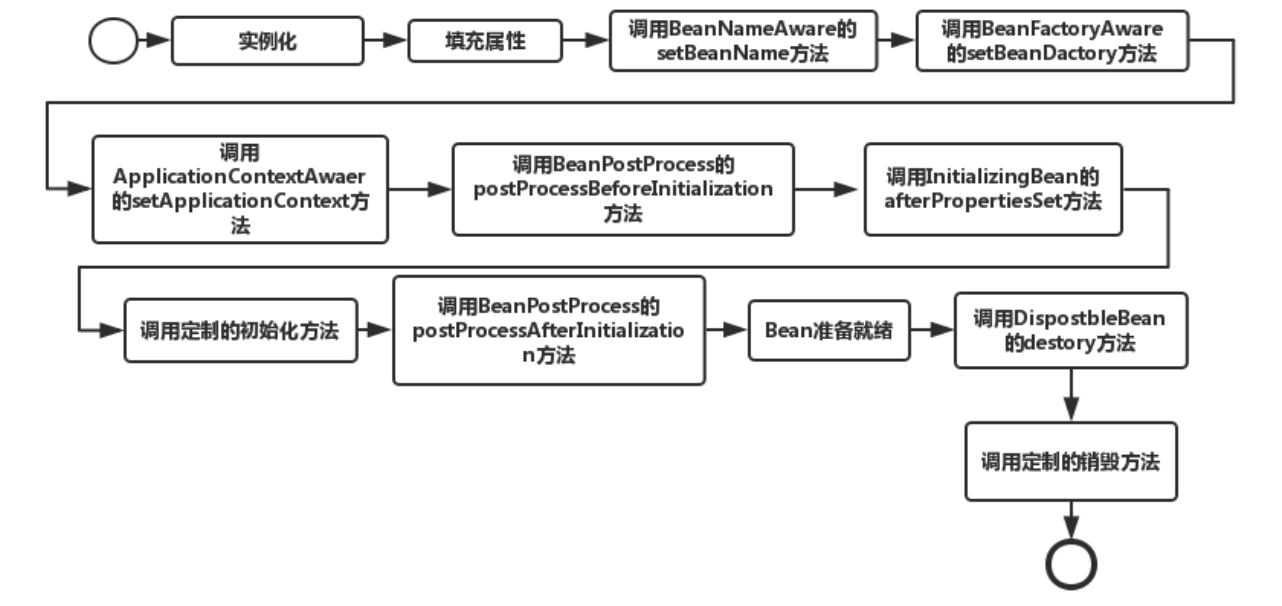 实例化
填充属性
调用BeanNameAware的
setBeanName方法
调用BeanFactoryAware
的setBeanDactory方法
调用
ApplicationContextAwaer
的setApplicationContext方
法
调用BeanPostProcess的
postProcessBeforeInitialization
方法
调用InitializingBean的
afterPropertiesSet方法
调用定制的初始化方法
调用BeanPostProcess的
postProcessAfterInitializatio
n方法
Bean准备就绪
调用DispostbleBean
的destory方法
调用定制的销毁方法